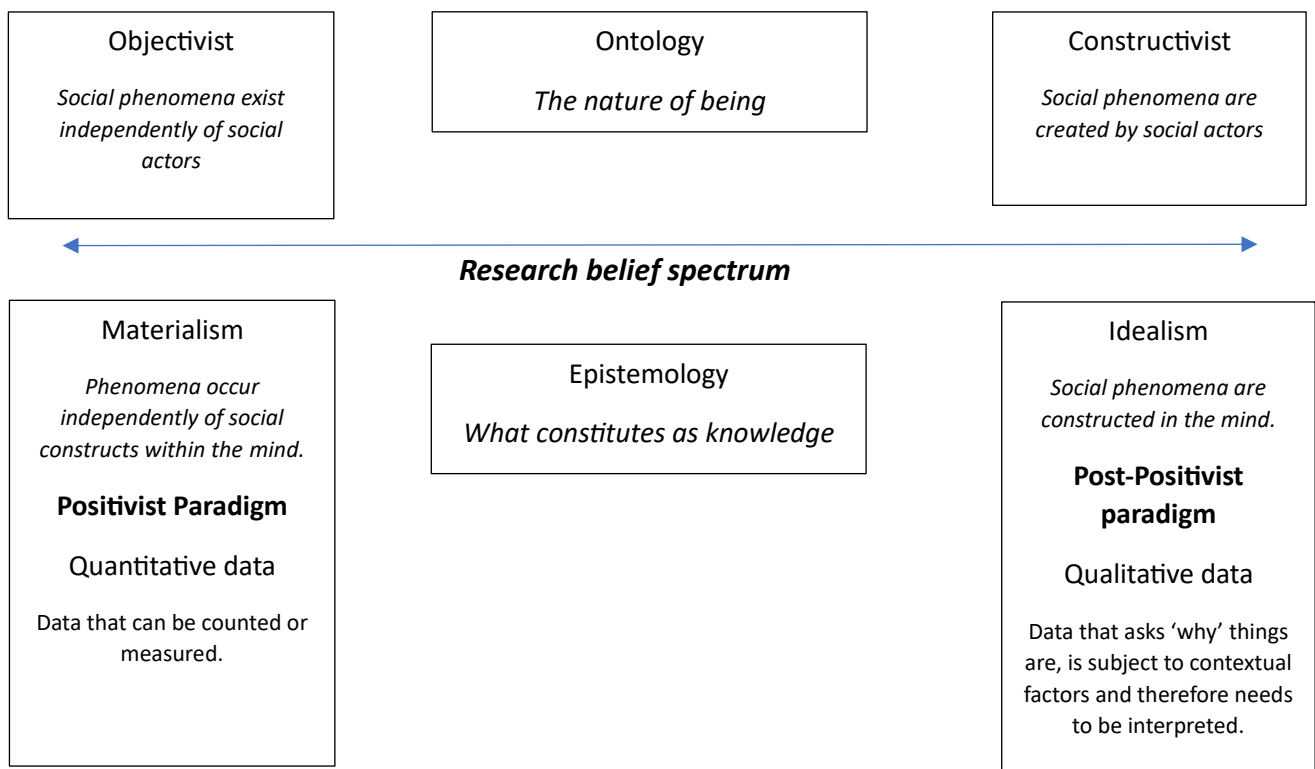 Objectivist
Social phenomena exist
independently of social
actors
Ontology
The nature of being
Constructivist
Social phenomena are
created by social actors
Research belief spectrum
Materialism
Phenomena occur
independently of social
constructs within the mind.
Positivist Paradigm
Quantitative data
Data that can be counted or
measured.
Epistemology
What constitutes as knowledge
Idealism
Social phenomena are
constructed in the mind.
Post-Positivist
paradigm
Qualitative data
Data that asks ‘why’ things
are, is subject to contextual
factors and therefore needs
to be interpreted.